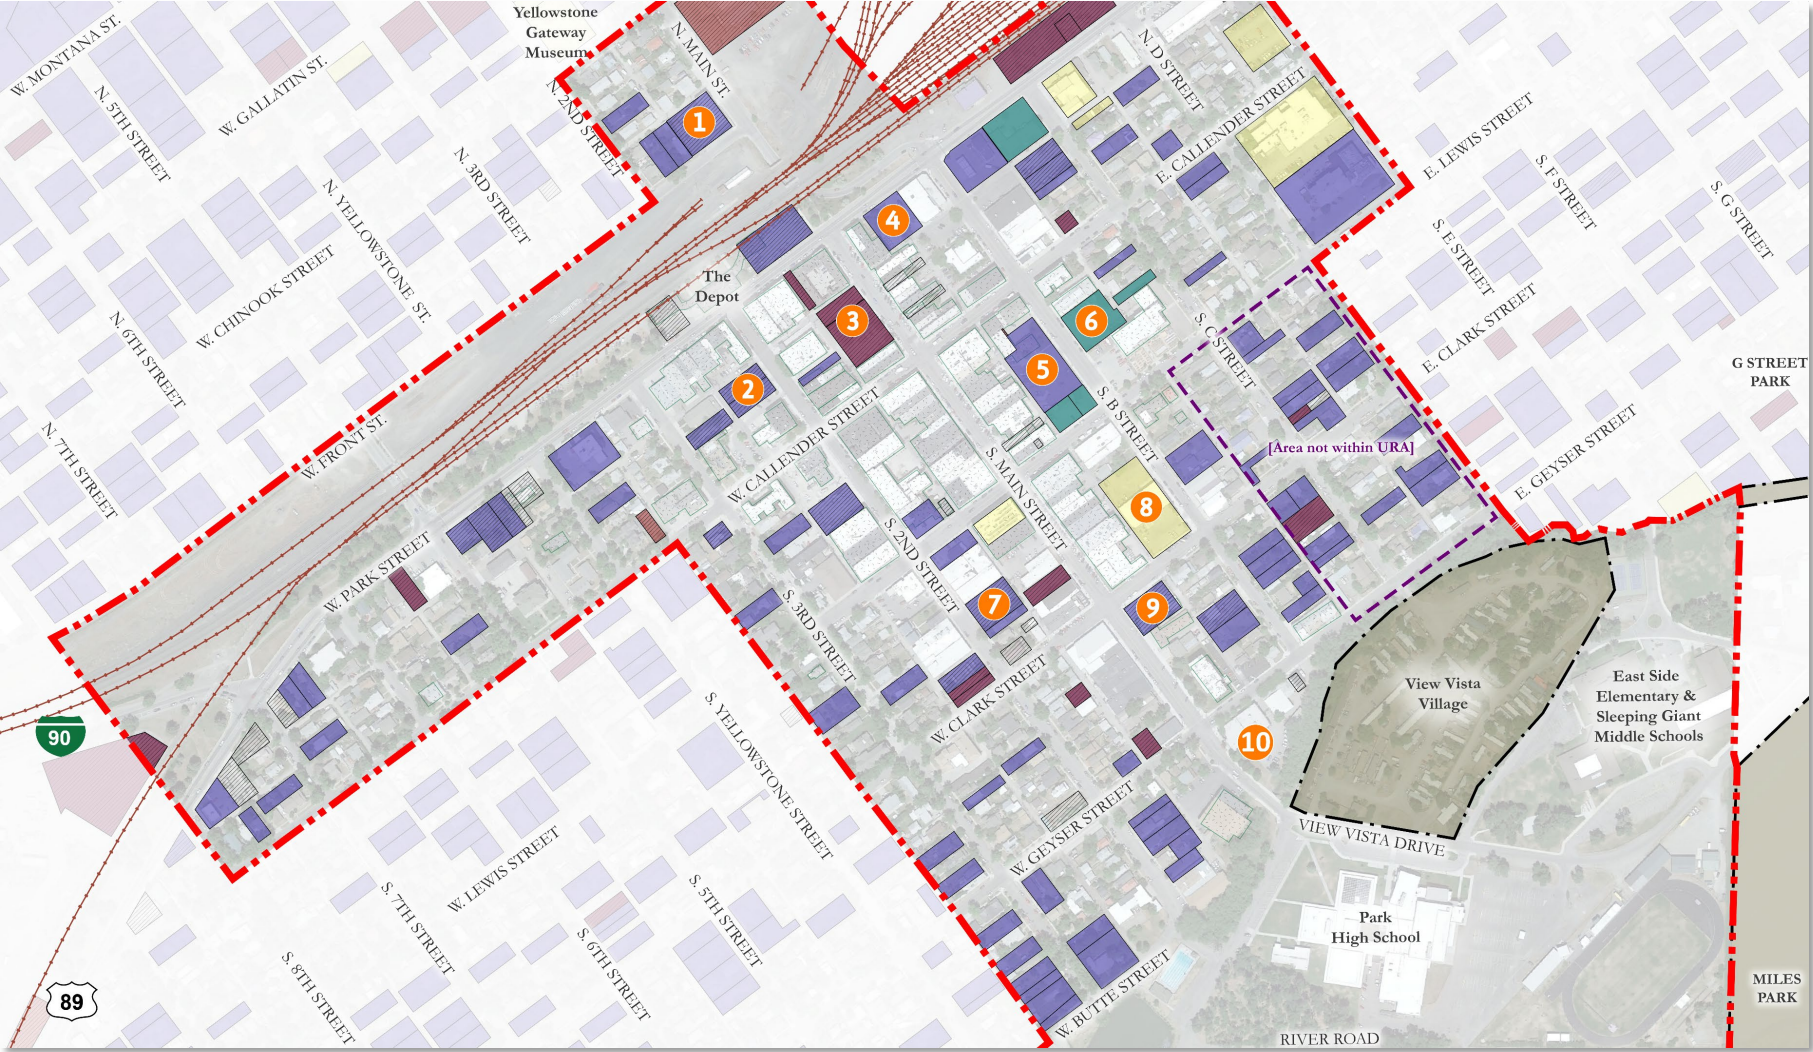 Yellowstone
Gateway
Museum
W. MONTANA ST.
N. 5TH STREET
W. GALLATIN ST.
N. MAIN ST.
N. 2ND STREET
N. 3RD STREET
N. YELLOWSTONE ST.
W. CHINOOK STREET
N. 6TH STREET
N. 7TH STREET
W. FRONT ST.
N. D STREET
E. CALLENDER STREET
E. LEWIS STREET
S. F STREET
S. G STREET
S. E STREET
E. CLARK STREET
G STREET
PARK
E. GEYSER STREET
1
4
The
Depot
3
2
6
5
S. C STREET
[Area not within URA]
S. B STREET
W. CALLENDER STREET
S. MAIN STREET
8
S. 2ND STREET
7
9
W. PARK STREET
S. 3RD STREET
W. CLARK STREET
10
View Vista
Village
East Side
Elementary &
Sleeping Giant
Middle Schools
90
S. YELLOWSTONE STREET
W. GEYSER STREET
VIEW VISTA DRIVE
W. LEWIS STREET
S. 7TH STREET
S. 5TH STREET
S. 6TH STREET
S. 8TH STREET
Park
High School
W. BUTTE STREET
MILES
PARK
89
RIVER ROAD